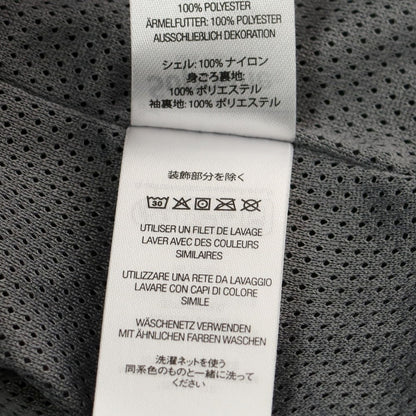 100% POLYESTER
ÄRMELFUTTER: 100% POLYESTER
AUSSCHLIEßLICH DEKORATION
シェル: 100% ナイロン
身ごろ裏地:
100% ポリエステル
袖裏地: 100% ポリエステル
装飾部分を除く
30
UTILISER UN FILET DE LAVAGE
LAVER AVEC DES COULEURS
SIMILAIRES
UTILIZZARE UNA RETE DA LAVAGGIO
LAVARE CON CAPI DI COLORE
SIMILE
WÄSCHENETZ VERWENDEN
MIT ÄHNLICHEN FARBEN WASCHEN
洗濯ネットを使う
同系色のものと一緒に洗って
ください